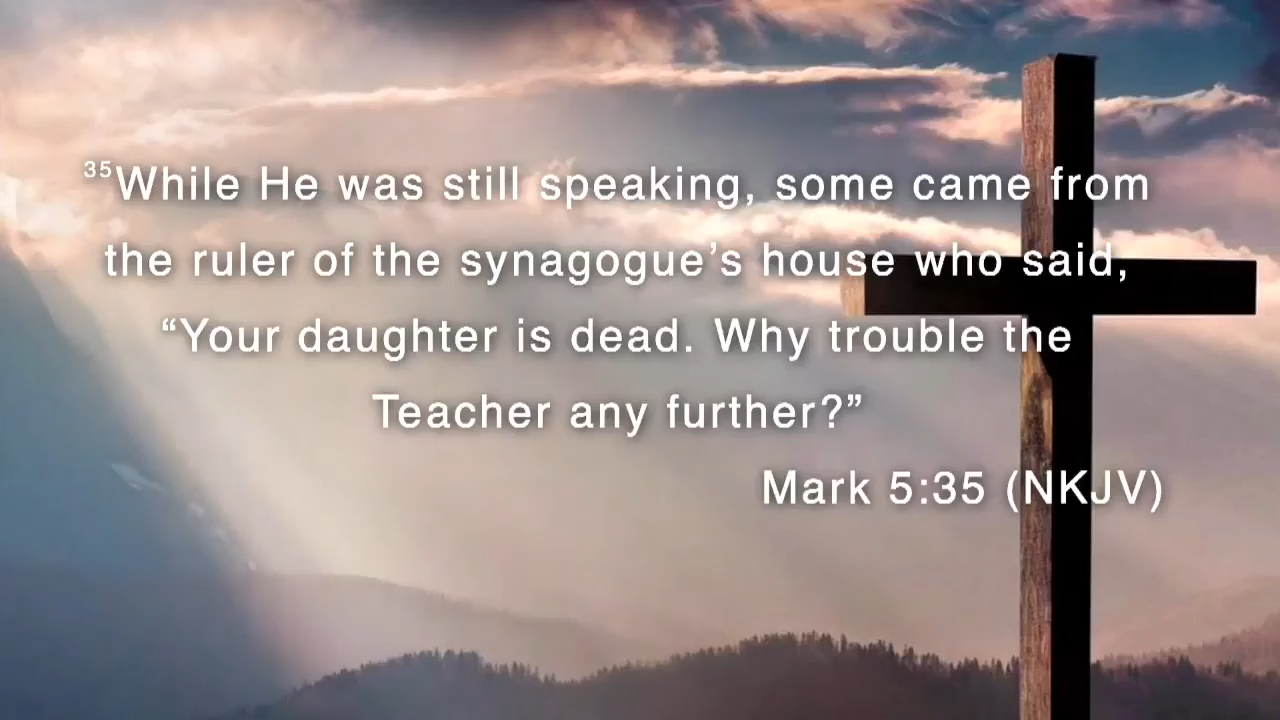 ³⁵While He was still speaking, some came from
the ruler of the synagogue’s house who said,
“Your daughter is dead. Why trouble the
Teacher any further?”
Mark 5:35 (NKJV)